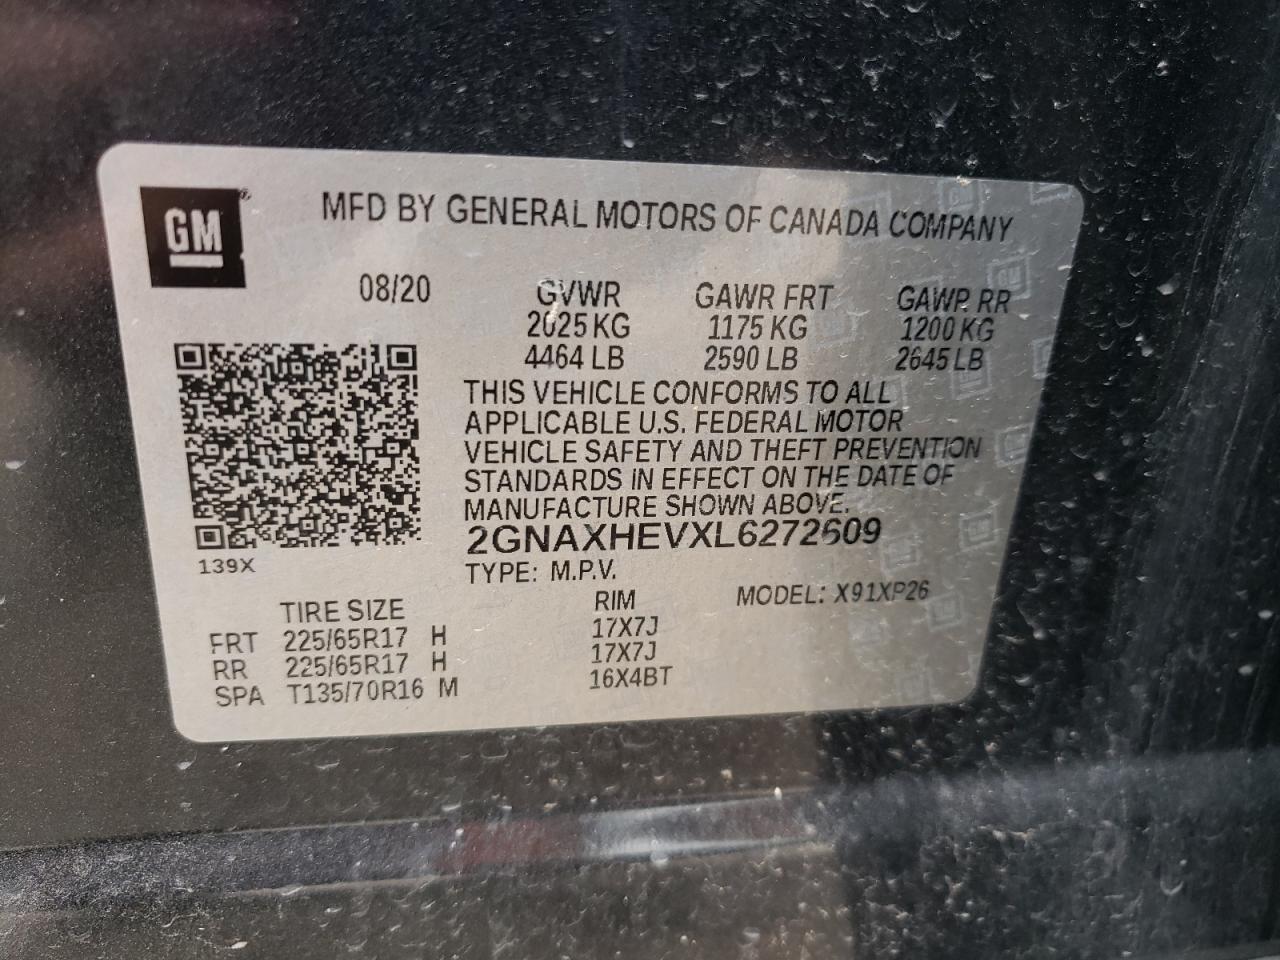 GM
MFD BY GENERAL MOTORS OF CANADA COMPANY
08/20
GVWR GAWR FRT GAWR RR
2025 KG 1175 KG 1200 KG
4464 LB 2590 LB 2645 LB
THIS VEHICLE CONFORMS TO ALL
APPLICABLE U.S. FEDERAL MOTOR
VEHICLE SAFETY AND THEFT PREVENTION
STANDARDS IN EFFECT ON THE DATE OF
MANUFACTURE SHOWN ABOVE.
2GNAXHEVXL6272609
139X
TYPE: M.P.V.
TIRE SIZE RIM MODEL: X91XP26
FRT 225/65R17 H 17X7J
RR 225/65R17 H 17X7J
SPA T135/70R16 M 16X4BT